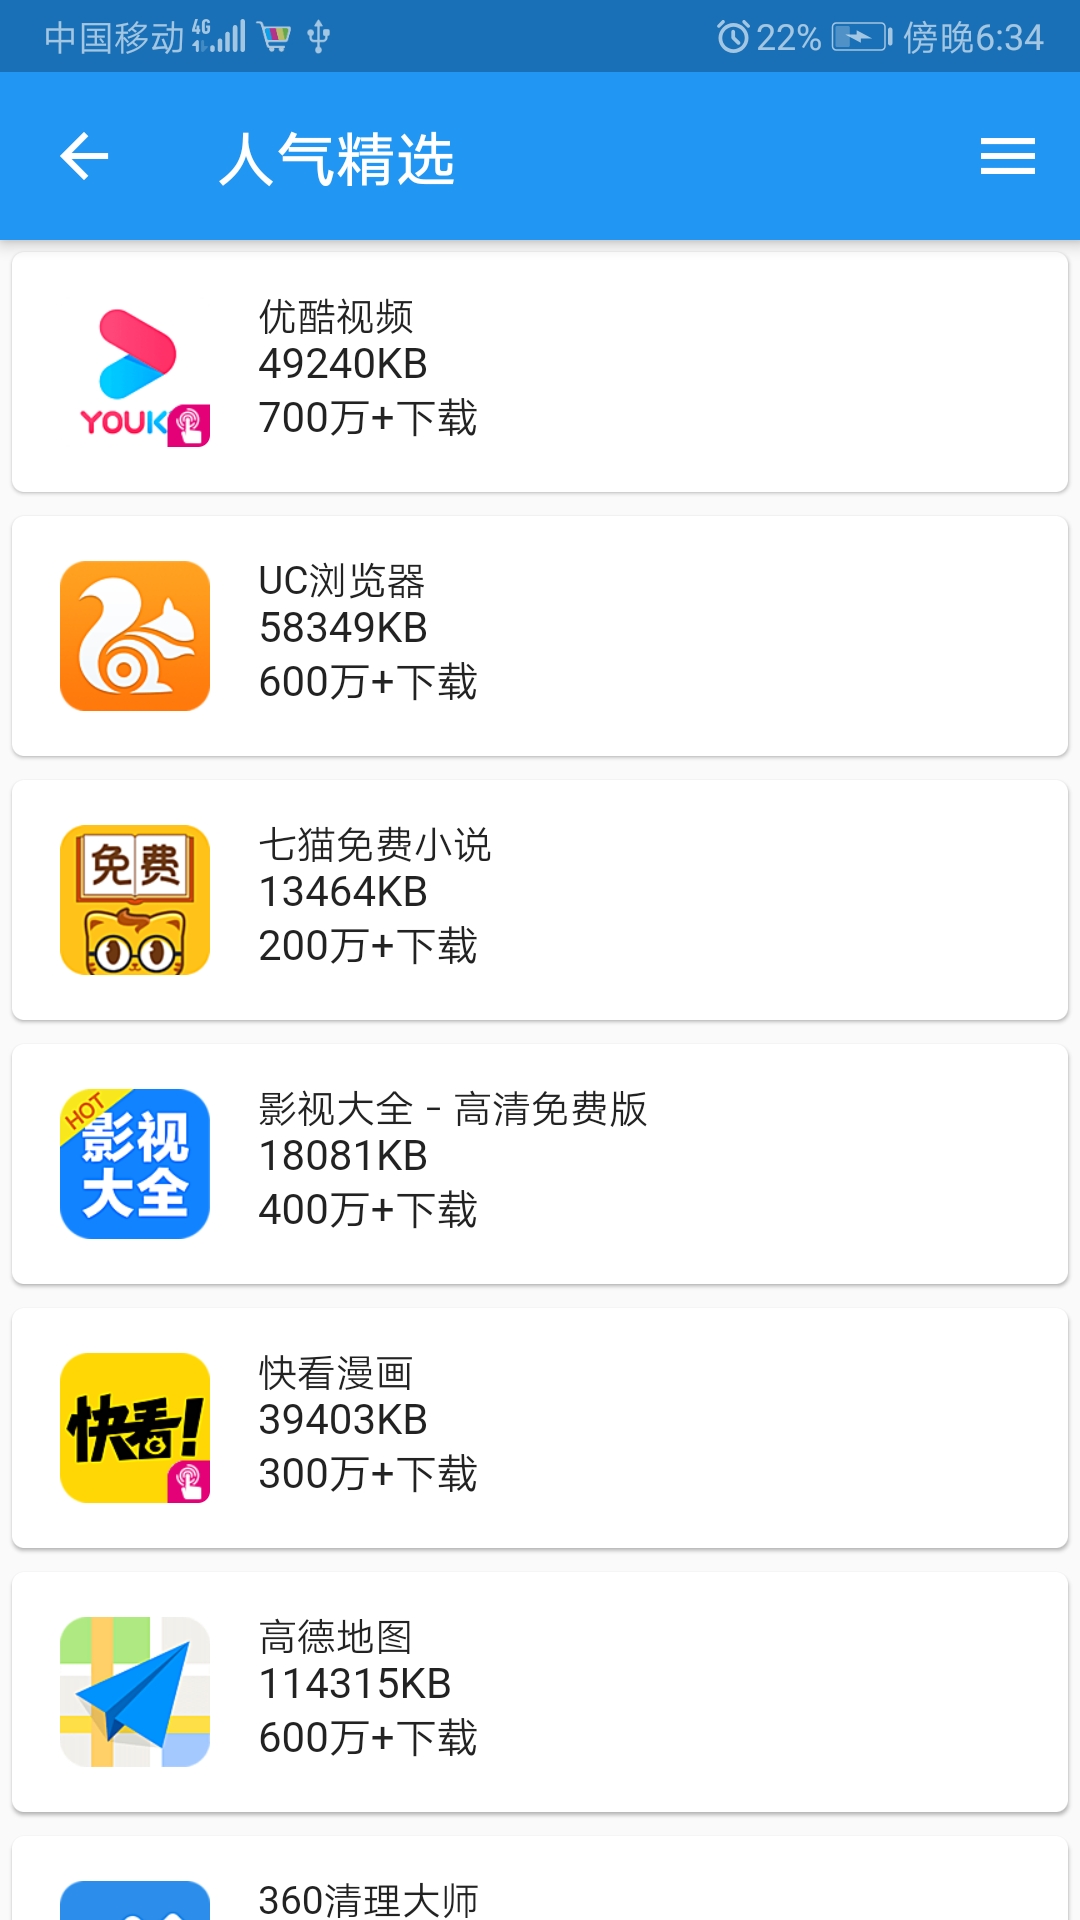 中国移动 4G 22% 傍晚6:34
人气精选
优酷视频
49240KB
700万+下载
YOUK
UC浏览器
58349KB
600万+下载
免费
七猫免费小说
13464KB
200万+下载
HOT
影视
大全
影视大全 - 高清免费版
18081KB
400万+下载
快看!
快看漫画
39403KB
300万+下载
高德地图
114315KB
600万+下载
360清理大师